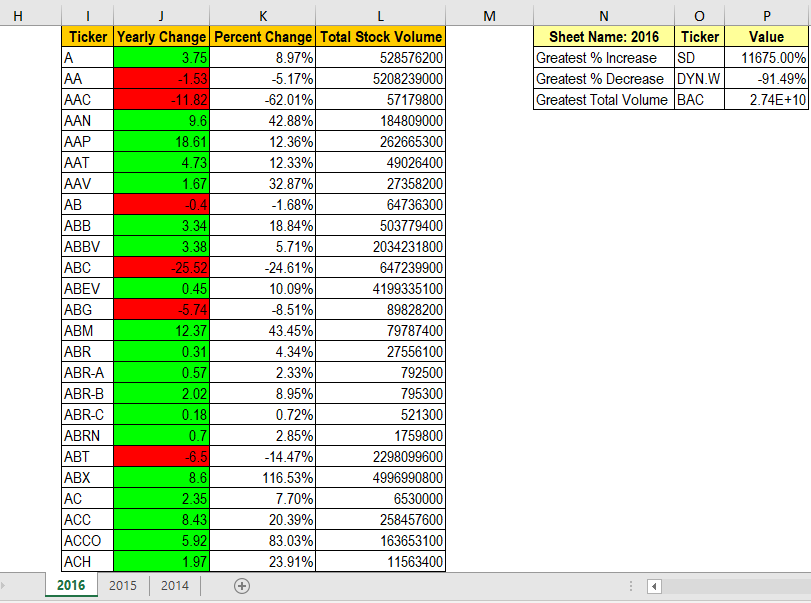 H I J K L M N O P
Ticker Yearly Change Percent Change Total Stock Volume Sheet Name: 2016 Ticker Value
A 3.75 8.97% 528576200 Greatest % Increase SD 11675.00%
AA -1.53 -5.17% 5208239000 Greatest % Decrease DYN.W -91.49%
AAC -11.82 -62.01% 57179800 Greatest Total Volume BAC 2.74E+10
AAN 9.6 42.88% 184809000
AAP 18.61 12.36% 262665300
AAT 4.73 12.33% 49026400
AAV 1.67 32.87% 27358200
AB -0.4 -1.68% 64736300
ABB 3.34 18.84% 503779400
ABBV 3.38 5.71% 2034231800
ABC -25.52 -24.61% 647239900
ABEV 0.45 10.09% 4199335100
ABG -5.74 -8.51% 89828200
ABM 12.37 43.45% 79787400
ABR 0.31 4.34% 27556100
ABR-A 0.57 2.33% 792500
ABR-B 2.02 8.95% 795300
ABR-C 0.18 0.72% 521300
ABRN 0.7 2.85% 1759800
ABT -6.5 -14.47% 2298099600
ABX 8.6 116.53% 4996990800
AC 2.35 7.70% 6530000
ACC 8.43 20.39% 258457600
ACCO 5.92 83.03% 163653100
ACH 1.97 23.91% 11563400
2016 2015 2014